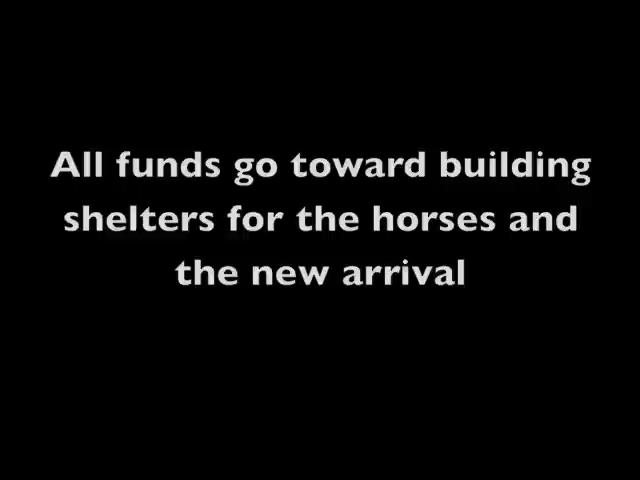 All funds go toward building
shelters for the horses and
the new arrival